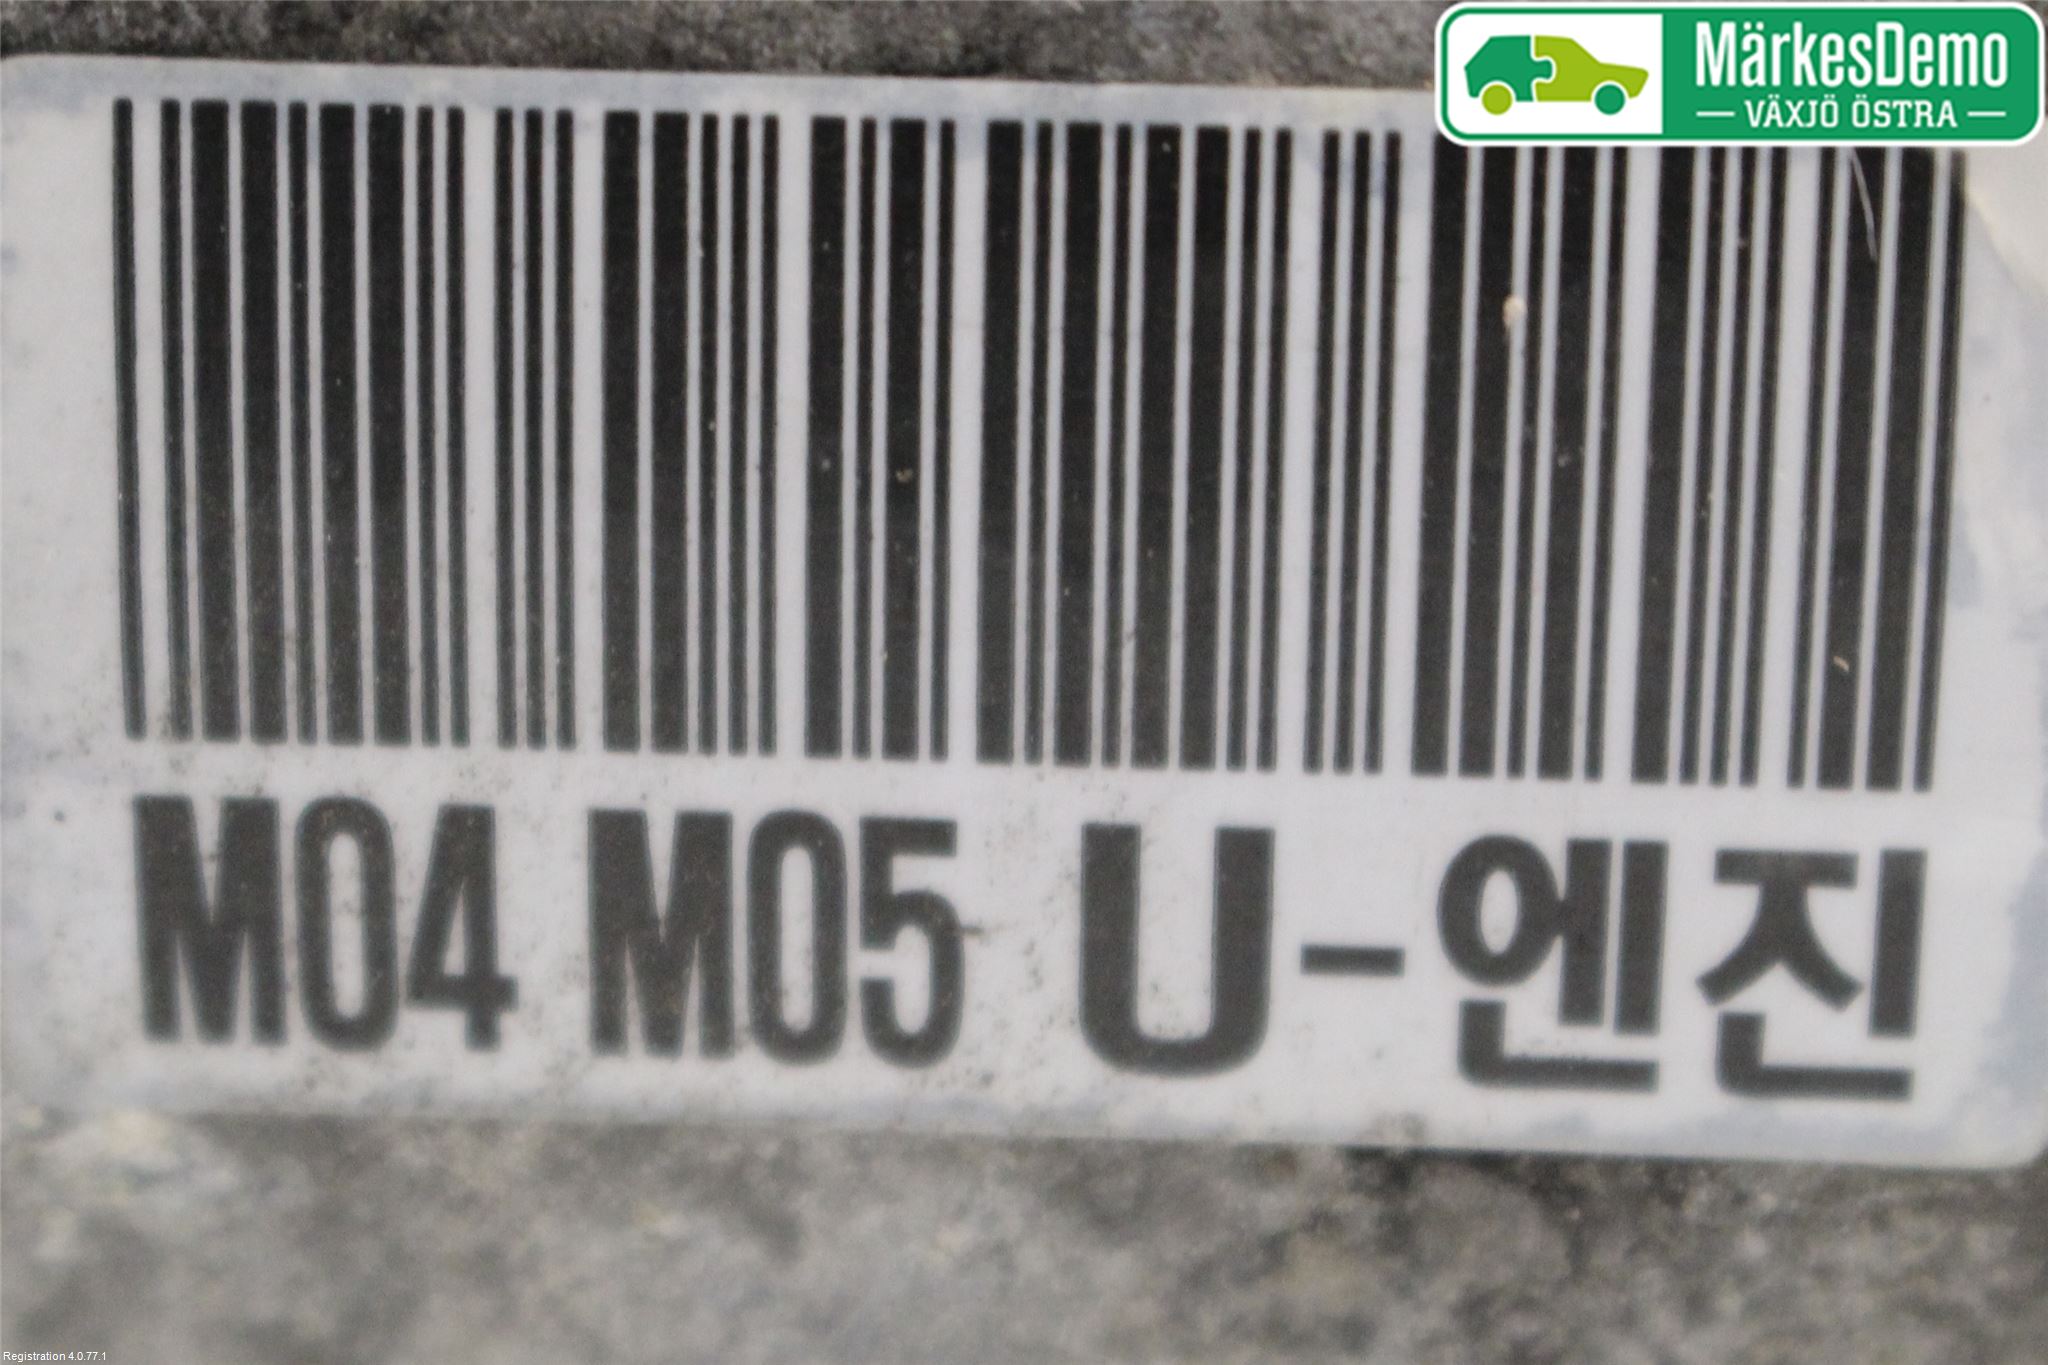 MärkesDemo
VÄXJÖ ÖSTRA
M04 M05 U-엔진
Registration 4.0.77.1